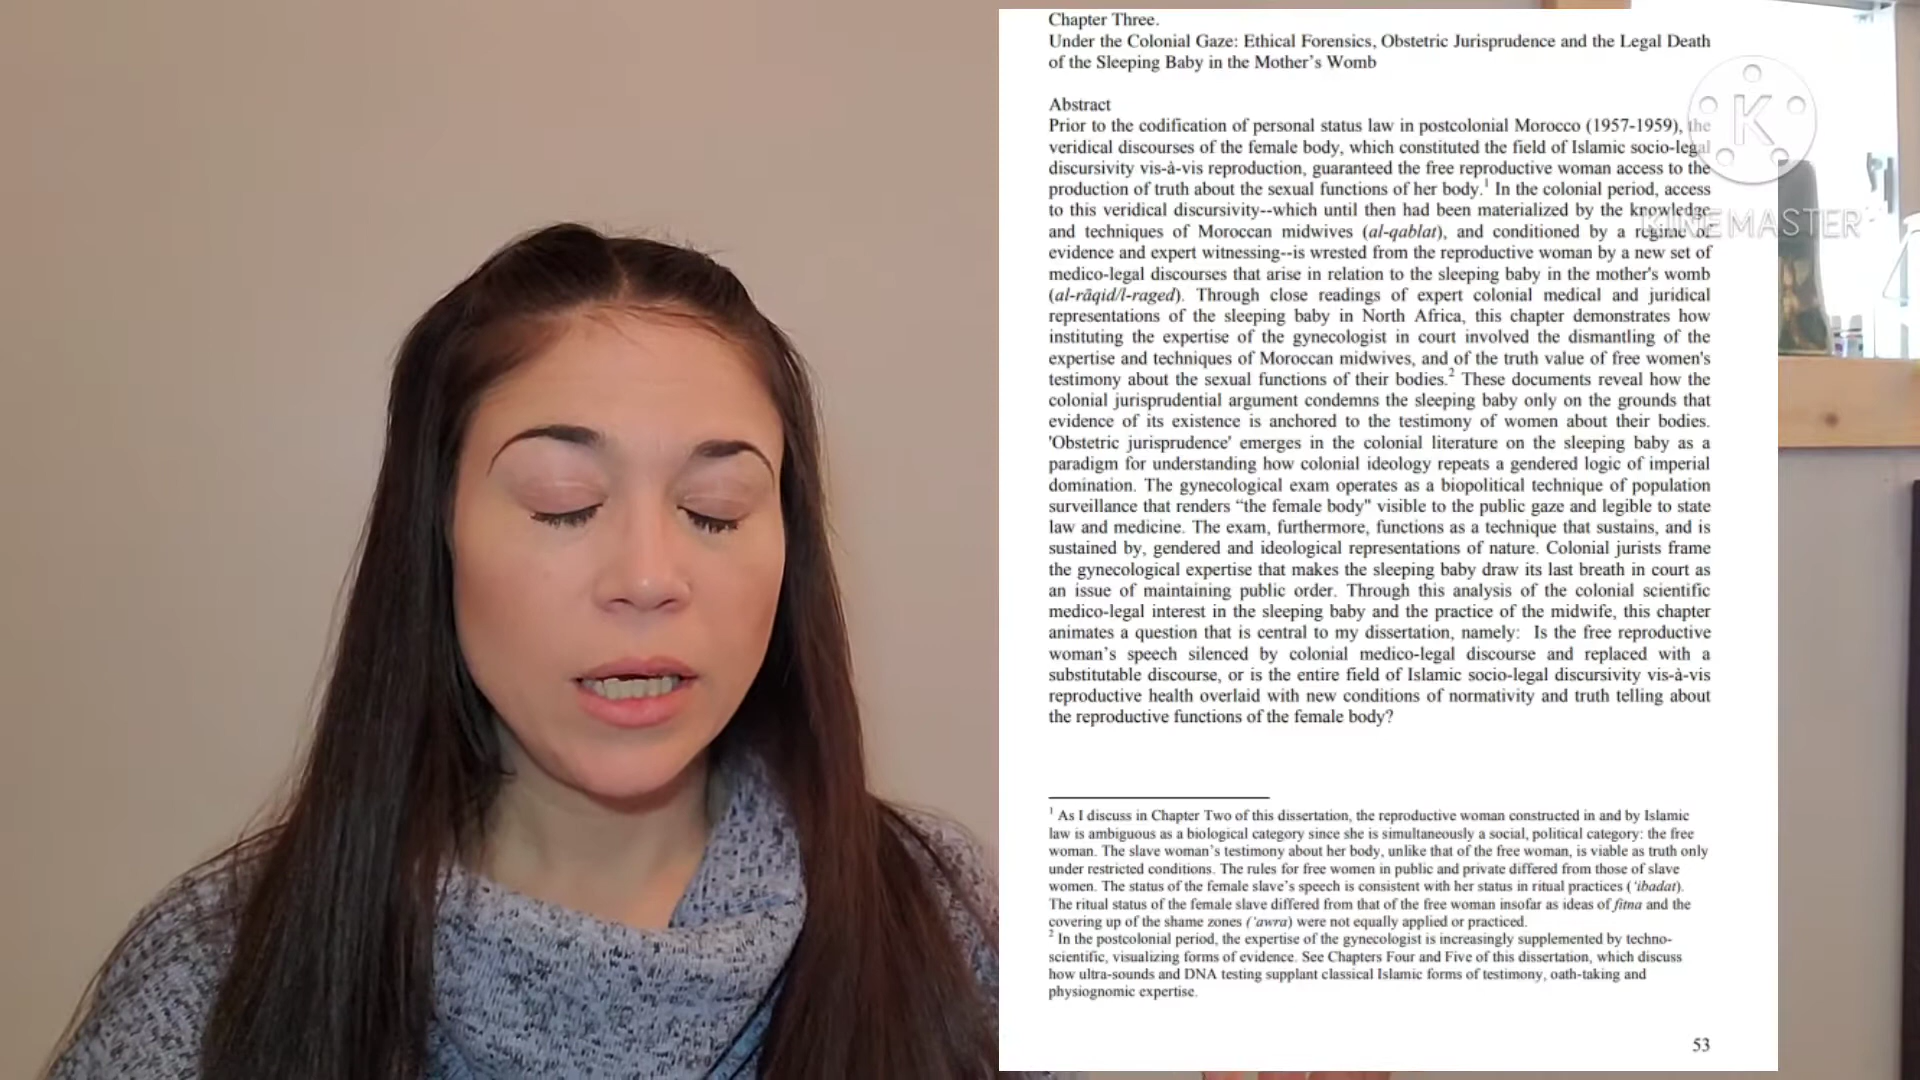 Chapter Three.
Under the Colonial Gaze: Ethical Forensics, Obstetric Jurisprudence and the Legal Death
of the Sleeping Baby in the Mother's Womb
Abstract
Prior to the codification of personal status law in postcolonial Morocco (1957-1959), the
veridical discourses of the female body, which constituted the field of Islamic socio-legal
discursivity vis-à-vis reproduction, guaranteed the free reproductive woman access to the
production of truth about the sexual functions of her body.1 In the colonial period, access
to this veridical discursivity--which until then had been materialized by the knowledge
and techniques of Moroccan midwives (al-qablat), and conditioned by a regime of
evidence and expert witnessing--is wrested from the reproductive woman by a new set of
medico-legal discourses that arise in relation to the sleeping baby in the mother's womb
(al-rāqid/l-raged). Through close readings of expert colonial medical and juridical
representations of the sleeping baby in North Africa, this chapter demonstrates how
instituting the expertise of the gynecologist in court involved the dismantling of the
expertise and techniques of Moroccan midwives, and of the truth value of free women's
testimony about the sexual functions of their bodies.2 These documents reveal how the
colonial jurisprudential argument condemns the sleeping baby only on the grounds that
evidence of its existence is anchored to the testimony of women about their bodies.
'Obstetric jurisprudence' emerges in the colonial literature on the sleeping baby as a
paradigm for understanding how colonial ideology repeats a gendered logic of imperial
domination. The gynecological exam operates as a biopolitical technique of population
surveillance that renders "the female body" visible to the public gaze and legible to state
law and medicine. The exam, furthermore, functions as a technique that sustains, and is
sustained by, gendered and ideological representations of nature. Colonial jurists frame
the gynecological expertise that makes the sleeping baby draw its last breath in court as
an issue of maintaining public order. Through this analysis of the colonial scientific
medico-legal interest in the sleeping baby and the practice of the midwife, this chapter
animates a question that is central to my dissertation, namely: Is the free reproductive
woman's speech silenced by colonial medico-legal discourse and replaced with a
substitutable discourse, or is the entire field of Islamic socio-legal discursivity vis-à-vis
reproductive health overlaid with new conditions of normativity and truth telling about
the reproductive functions of the female body?
1 As I discuss in Chapter Two of this dissertation, the reproductive woman constructed in and by Islamic
law is ambiguous as a biological category since she is simultaneously a social, political category: the free
woman. The slave woman's testimony about her body, unlike that of the free woman, is viable as truth only
under restricted conditions. The rules for free women in public and private differed from those of slave
women. The status of the female slave's speech is consistent with her status in ritual practices ('ibadat).
The ritual status of the female slave differed from that of the free woman insofar as ideas of fitna and the
covering up of the shame zones ('awra) were not equally applied or practiced.
2 In the postcolonial period, the expertise of the gynecologist is increasingly supplemented by techno-
scientific, visualizing forms of evidence. See Chapters Four and Five of this dissertation, which discuss
how ultra-sounds and DNA testing supplant classical Islamic forms of testimony, oath-taking and
physiognomic expertise.
53
K
KINEMASTER